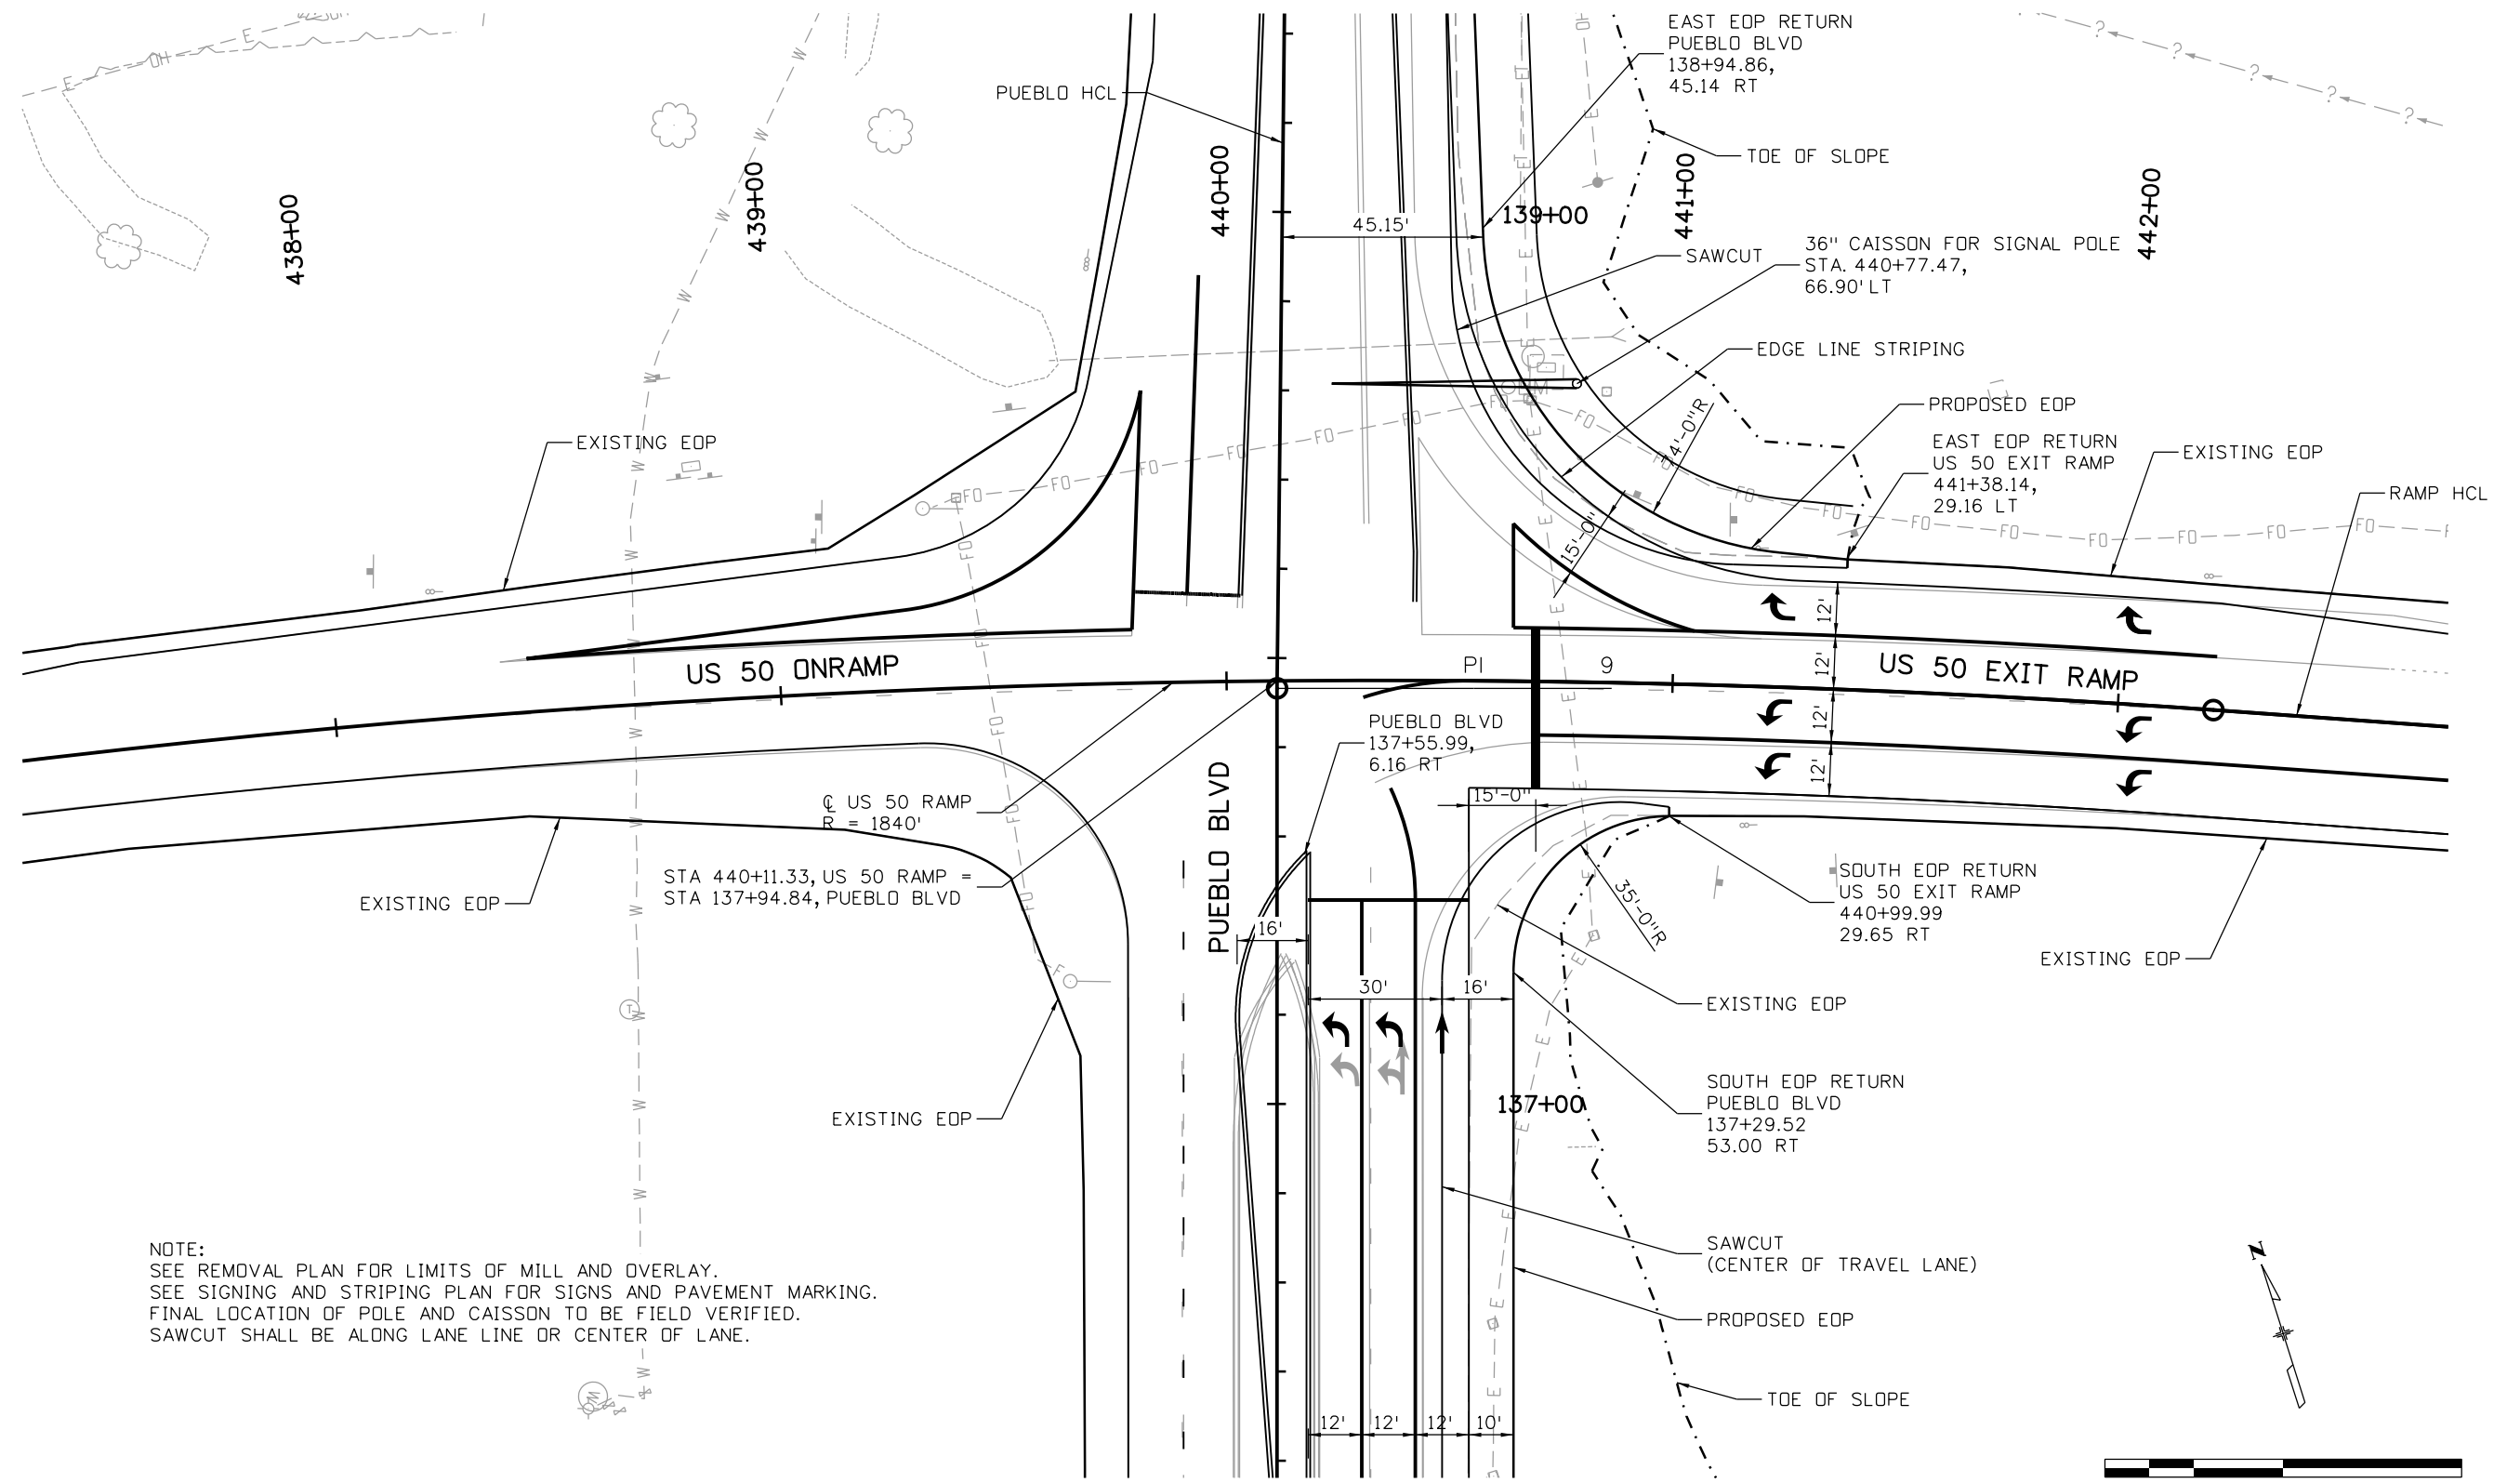 EAST EOP RETURN
PUEBLO BLVD
138+94.86,
45.14 RT
PUEBLO HCL
TOE OF SLOPE
438+00
439+00
440+00
441+00
442+00
139+00
45.15'
SAWCUT
36" CAISSON FOR SIGNAL POLE
STA. 440+77.47,
66.90' LT
EDGE LINE STRIPING
PROPOSED EOP
74'-0"R
EAST EOP RETURN
US 50 EXIT RAMP
441+38.14,
29.16 LT
EXISTING EOP
RAMP HCL
EXISTING EOP
15'-0"
12'
12'
12'
12'
US 50 ONRAMP
PI
9
US 50 EXIT RAMP
PUEBLO BLVD
137+55.99,
6.16 RT
PUEBLO BLVD
15'-0"
℄ US 50 RAMP
R = 1840'
STA 440+11.33, US 50 RAMP =
STA 137+94.84, PUEBLO BLVD
EXISTING EOP
35'-0"R
SOUTH EOP RETURN
US 50 EXIT RAMP
440+99.99
29.65 RT
EXISTING EOP
16'
30'
16'
EXISTING EOP
EXISTING EOP
137+00
SOUTH EOP RETURN
PUEBLO BLVD
137+29.52
53.00 RT
SAWCUT
(CENTER OF TRAVEL LANE)
PROPOSED EOP
TOE OF SLOPE
12'
12'
12'
10'
NOTE:
SEE REMOVAL PLAN FOR LIMITS OF MILL AND OVERLAY.
SEE SIGNING AND STRIPING PLAN FOR SIGNS AND PAVEMENT MARKING.
FINAL LOCATION OF POLE AND CAISSON TO BE FIELD VERIFIED.
SAWCUT SHALL BE ALONG LANE LINE OR CENTER OF LANE.
N